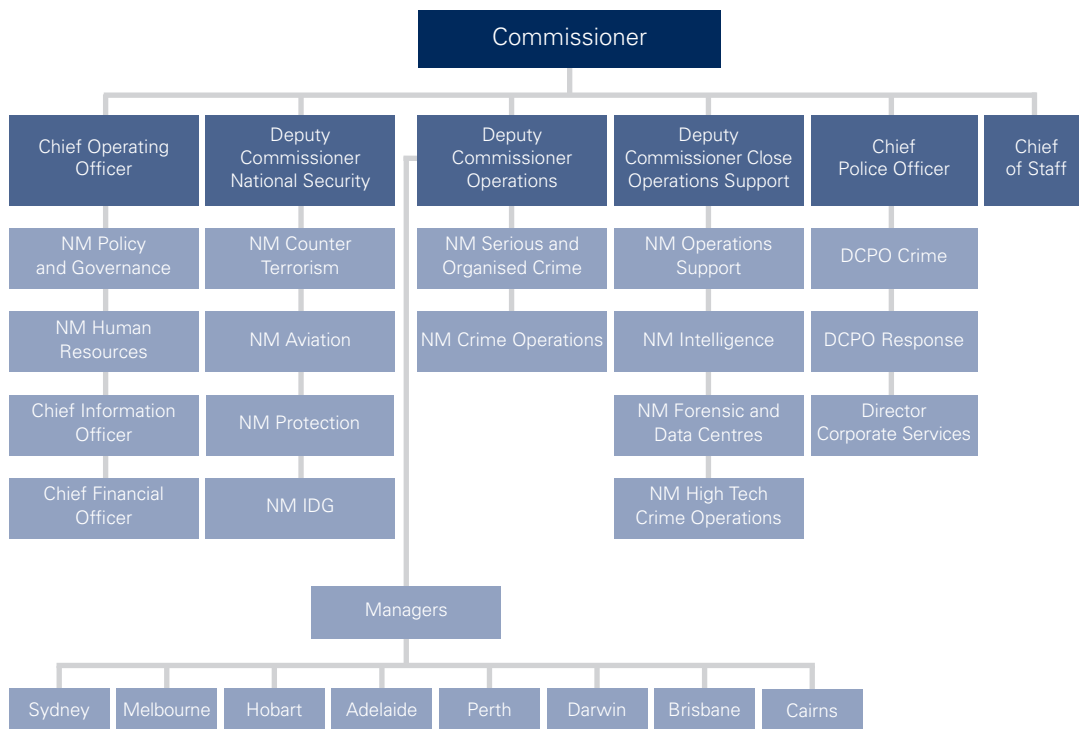 Commissioner
Chief Operating
Officer
Deputy
Commissioner
National Security
Deputy
Commissioner
Operations
Deputy
Commissioner Close
Operations Support
Chief
Police Officer
Chief
of Staff
NM Policy
and Governance
NM Counter
Terrorism
NM Serious and
Organised Crime
NM Operations
Support
DCPO Crime
NM Human
Resources
NM Aviation
NM Crime Operations
NM Intelligence
DCPO Response
Chief Information
Officer
NM Protection
NM Forensic and
Data Centres
Director
Corporate Services
Chief Financial
Officer
NM IDG
NM High Tech
Crime Operations
Managers
Sydney
Melbourne
Hobart
Adelaide
Perth
Darwin
Brisbane
Cairns